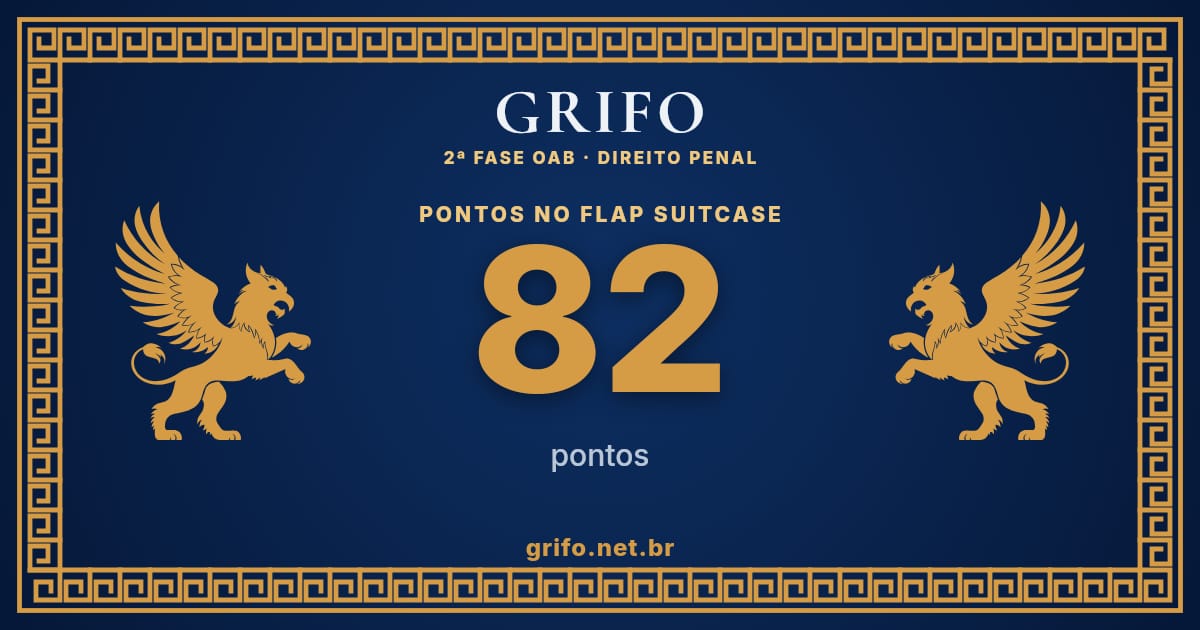 GRIFO
2ª FASE OAB · DIREITO PENAL
PONTOS NO FLAP SUITCASE
82
pontos
grifo.net.br